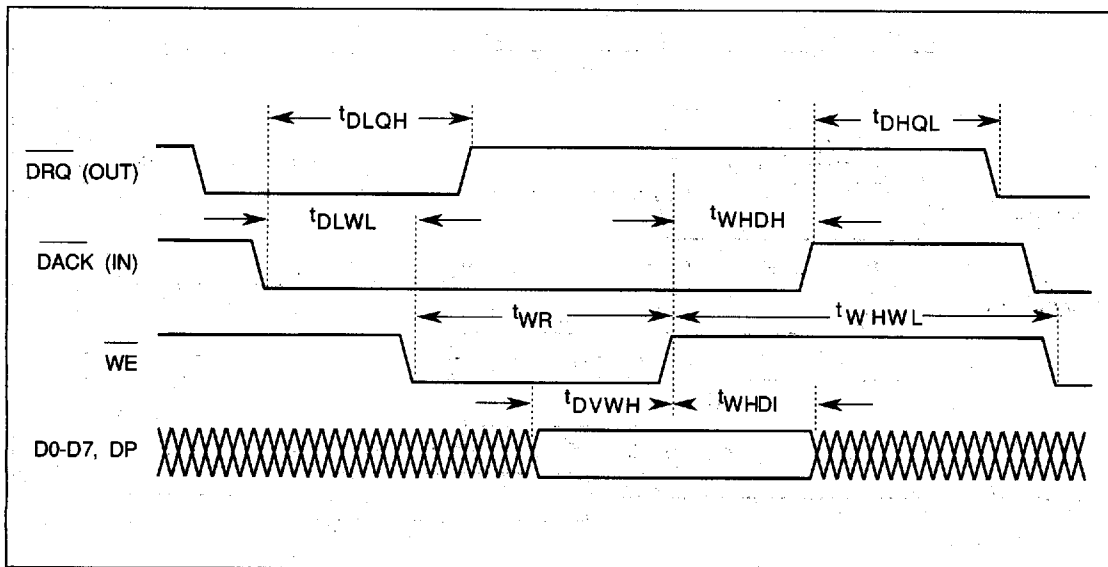 tDLQH
tDHQL
DRQ (OUT)
tDLWL
tWHDH
DACK (IN)
tWR
tWHWL
WE
tDVWH
tWHDI
D0-D7, DP